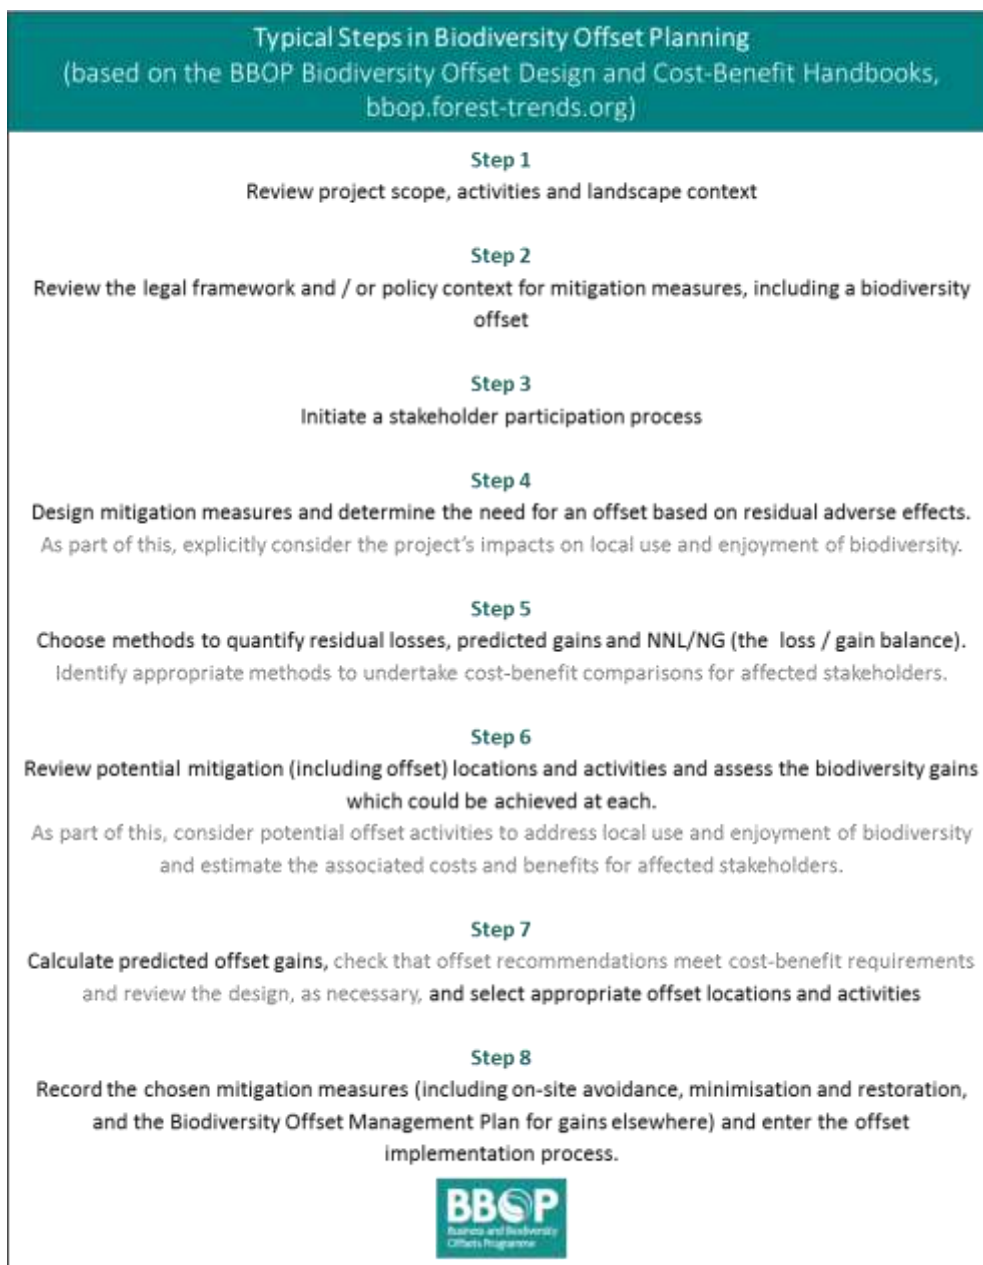 Typical Steps in Biodiversity Offset Planning
(based on the BBOP Biodiversity Offset Design and Cost-Benefit Handbooks,
bbop.forest-trends.org)
Step 1
Review project scope, activities and landscape context
Step 2
Review the legal framework and / or policy context for mitigation measures, including a biodiversity
offset
Step 3
Initiate a stakeholder participation process
Step 4
Design mitigation measures and determine the need for an offset based on residual adverse effects.
As part of this, explicitly consider the project's impacts on local use and enjoyment of biodiversity.
Step 5
Choose methods to quantify residual losses, predicted gains and NNL/NG (the loss / gain balance).
Identify appropriate methods to undertake cost-benefit comparisons for affected stakeholders.
Step 6
Review potential mitigation (including offset) locations and activities and assess the biodiversity gains
which could be achieved at each.
As part of this, consider potential offset activities to address local use and enjoyment of biodiversity
and estimate the associated costs and benefits for affected stakeholders.
Step 7
Calculate predicted offset gains, check that offset recommendations meet cost-benefit requirements
and review the design, as necessary, and select appropriate offset locations and activities
Step 8
Record the chosen mitigation measures (including on-site avoidance, minimisation and restoration,
and the Biodiversity Offset Management Plan for gains elsewhere) and enter the offset
implementation process.
BBOP
Business and Biodiversity
Offsets Programme